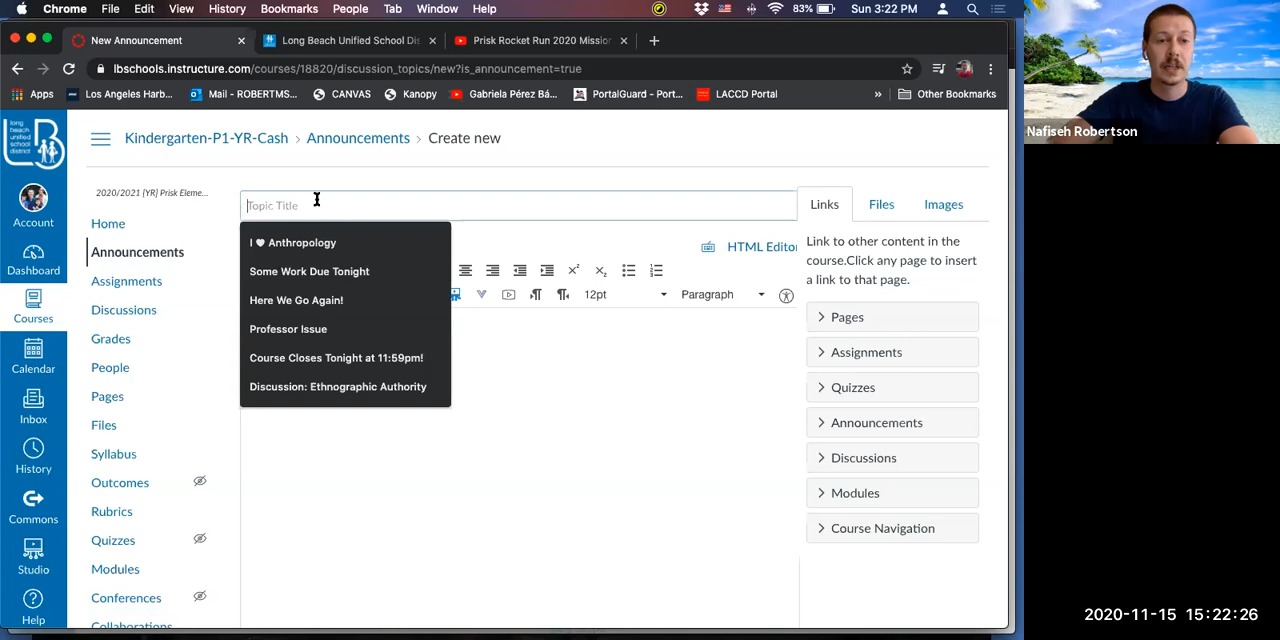 Chrome File Edit View History Bookmarks People Tab Window Help 83% Sun 3:22 PM
New Announcement Long Beach Unified School Dis Prisk Rocket Run 2020 Mission
lbschools.instructure.com/courses/18820/discussion_topics/new?is_announcement=true
Apps Los Angeles Harb... Mail - ROBERTMS... CANVAS Kanopy Gabriela Pérez Bá... PortalGuard - Port... LACCD Portal » Other Bookmarks
Nafiseh Robertson
long
beach
unified
school
district
Kindergarten-P1-YR-Cash > Announcements > Create new
2020/2021 {YR} Prisk Eleme...
Topic Title
Links Files Images
Account
Home
I ♥ Anthropology
Announcements
HTML Editor
Link to other content in the
course.Click any page to insert
a link to that page.
Dashboard
Some Work Due Tonight
Assignments
12pt Paragraph
Here We Go Again!
Courses
Discussions
Pages
Professor Issue
Grades
Assignments
Course Closes Tonight at 11:59pm!
Calendar
People
Quizzes
Discussion: Ethnographic Authority
Pages
Inbox
Files
Announcements
Syllabus
Discussions
History
Outcomes
Modules
Commons
Rubrics
Course Navigation
Quizzes
Studio
Modules
Conferences
Help
Collaborations
2020-11-15 15:22:26